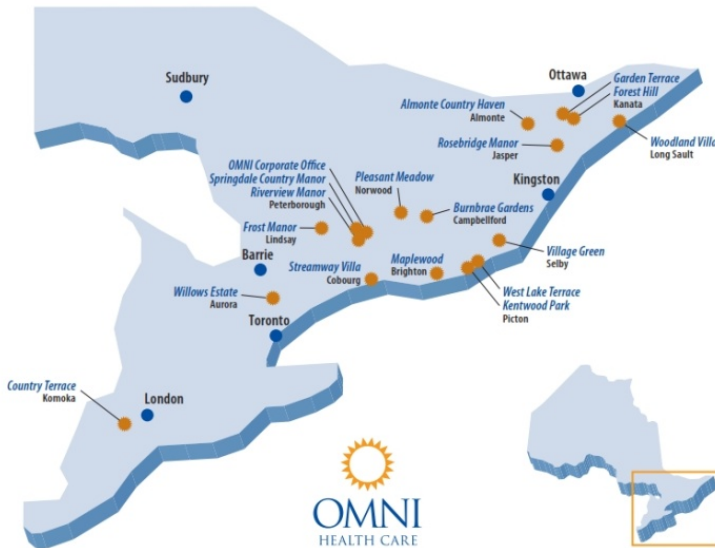 Sudbury
Ottawa
Garden Terrace
Forest Hill
Kanata
Almonte Country Haven
Almonte
Woodland Villa
Long Sault
Rosebridge Manor
Jasper
OMNI Corporate Office
Springdale Country Manor
Riverview Manor
Peterborough
Pleasant Meadow
Norwood
Kingston
Burnbrae Gardens
Campbellford
Frost Manor
Lindsay
Village Green
Selby
Barrie
Streamway Villa
Cobourg
Maplewood
Brighton
Willows Estate
Aurora
West Lake Terrace
Kentwood Park
Picton
Toronto
Country Terrace
Komoka
London
OMNI
HEALTH CARE